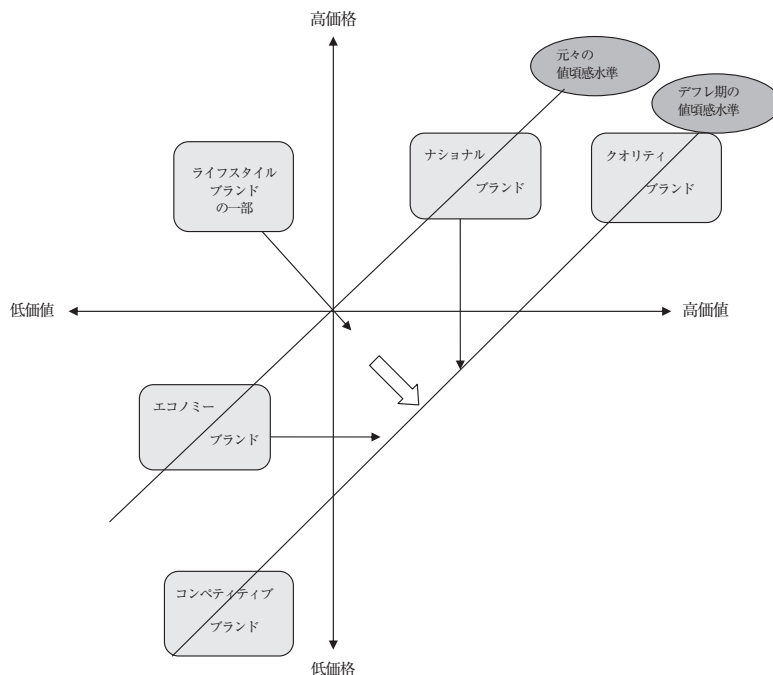 高価格
元々の
値頃感水準
デフレ期の
値頃感水準
ライフスタイル
ブランド
の一部
ナショナル
ブランド
クオリティ
ブランド
低価値
高価値
エコノミー
ブランド
コンペティティブ
ブランド
低価格